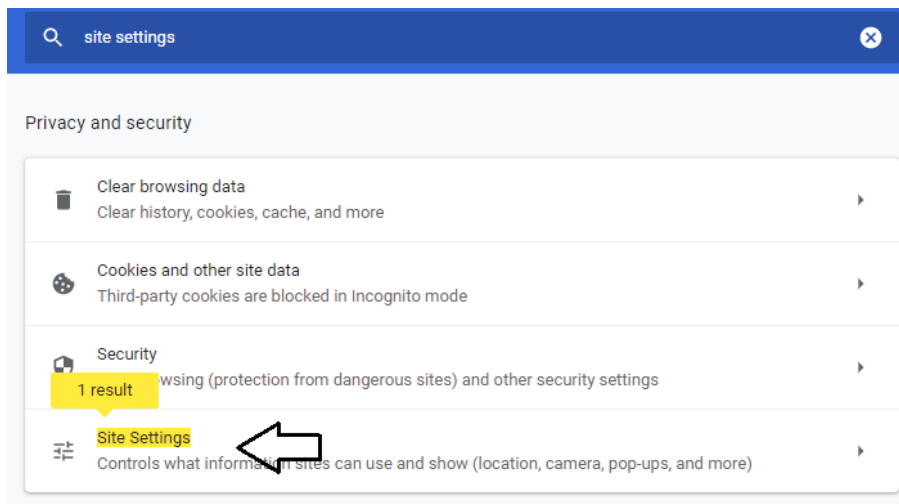 site settings
Privacy and security
Clear browsing data
Clear history, cookies, cache, and more
Cookies and other site data
Third-party cookies are blocked in Incognito mode
Security
wsing (protection from dangerous sites) and other security settings
1 result
Site Settings
Controls what information sites can use and show (location, camera, pop-ups, and more)